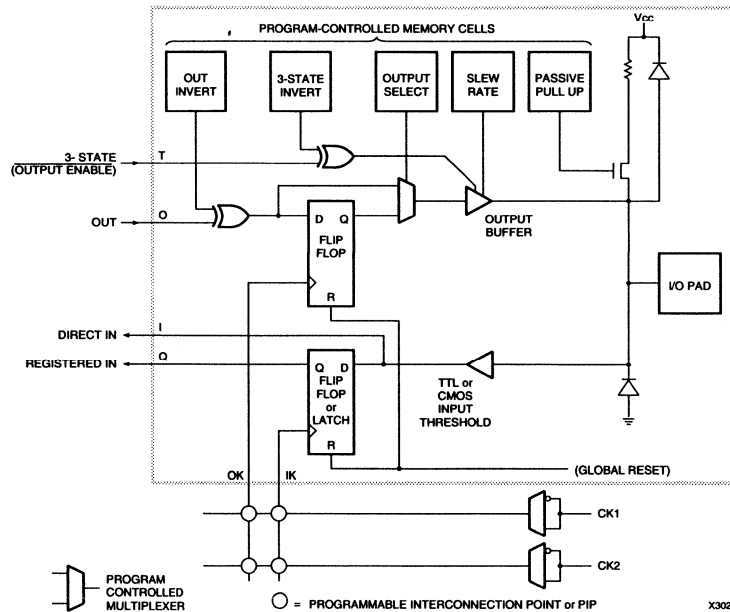 PROGRAM-CONTROLLED MEMORY CELLS
Vcc
OUT
INVERT
3-STATE
INVERT
OUTPUT
SELECT
SLEW
RATE
PASSIVE
PULL UP
3- STATE
(OUTPUT ENABLE)
T
OUT
O
D Q
FLIP
FLOP
R
OUTPUT
BUFFER
I/O PAD
DIRECT IN
I
REGISTERED IN
Q
Q D
FLIP
FLOP
or
LATCH
R
TTL or
CMOS
INPUT
THRESHOLD
OK
IK
(GLOBAL RESET)
CK1
CK2
PROGRAM
CONTROLLED
MULTIPLEXER
= PROGRAMMABLE INTERCONNECTION POINT or PIP
X302